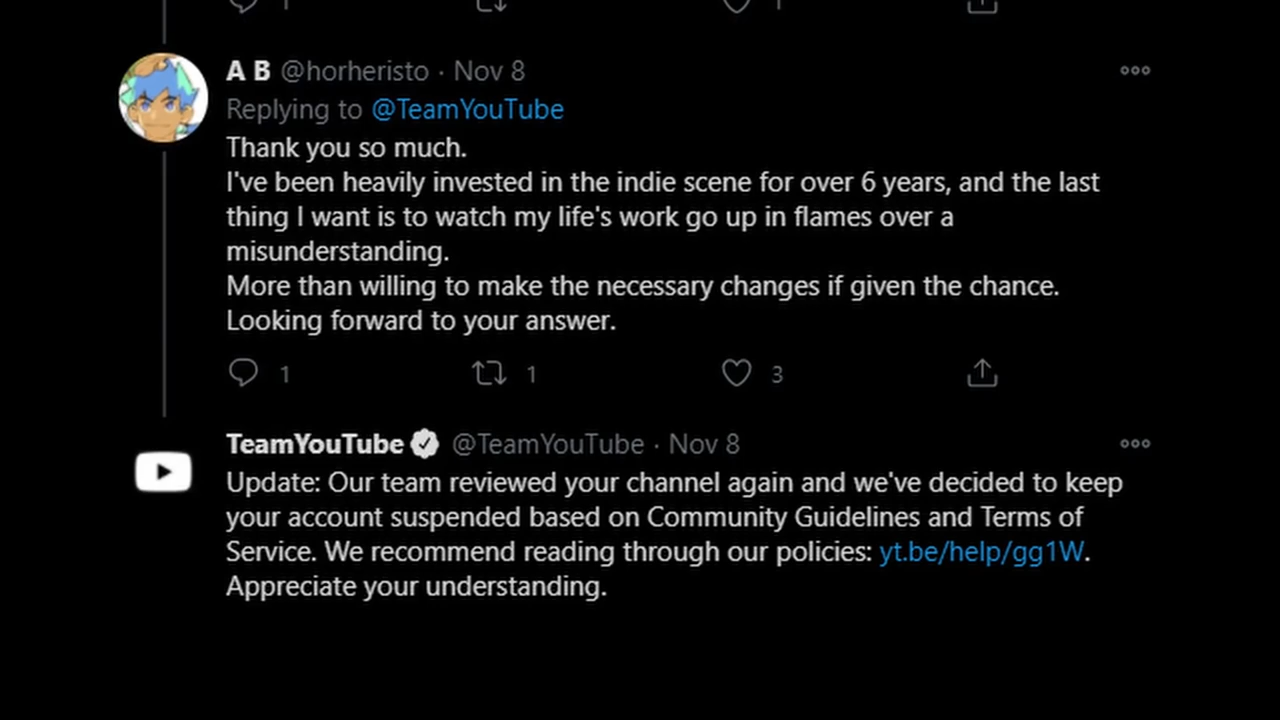 1 1
A B @horheristo · Nov 8
Replying to @TeamYouTube
Thank you so much.
I've been heavily invested in the indie scene for over 6 years, and the last
thing I want is to watch my life's work go up in flames over a
misunderstanding.
More than willing to make the necessary changes if given the chance.
Looking forward to your answer.
1 1 3
TeamYouTube @TeamYouTube · Nov 8
Update: Our team reviewed your channel again and we've decided to keep
your account suspended based on Community Guidelines and Terms of
Service. We recommend reading through our policies: yt.be/help/gg1W.
Appreciate your understanding.